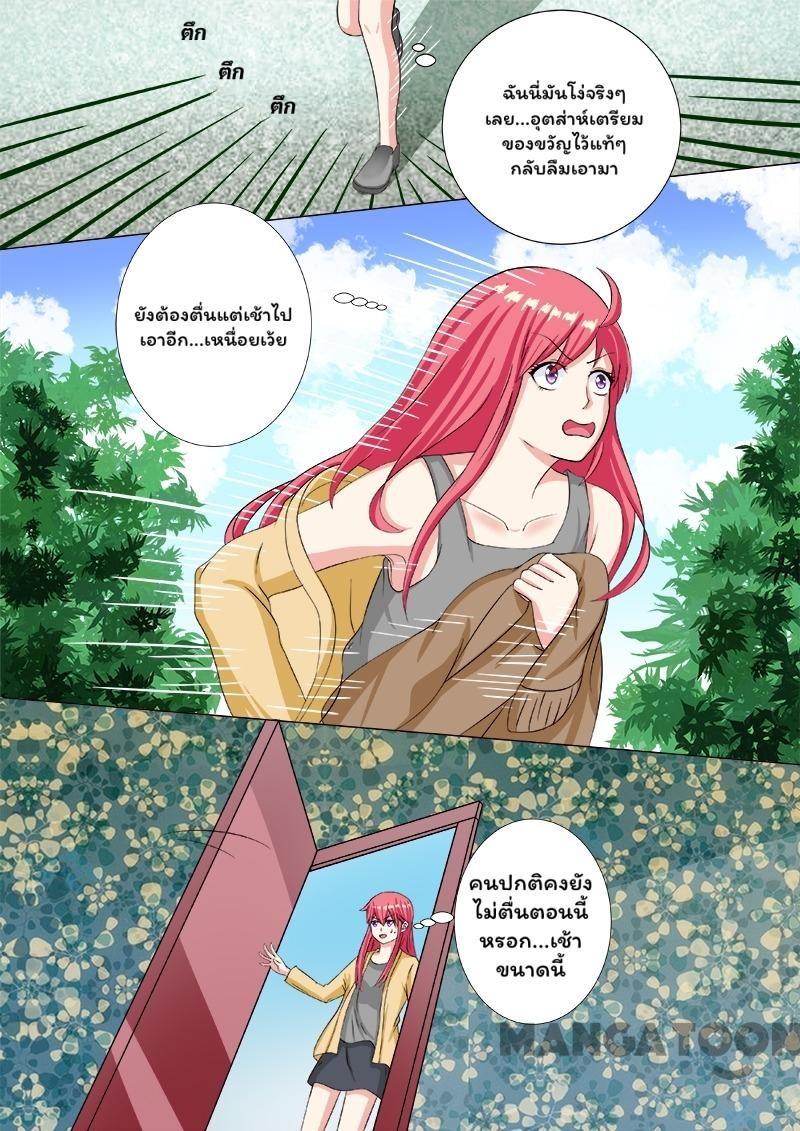 ตึก
ตึก
ตึก
ฉันนี่มันโง่จริงๆ
เลย...อุตส่าห์เตรียม
ของขวัญไว้แท้ๆ
กลับลืมเอามา
ยังต้องตื่นแต่เช้าไป
เอาอีก...เหนื่อยเว้ย
คนปกติคงยัง
ไม่ตื่นตอนนี้
หรอก...เช้า
ขนาดนี้
MANGATOON